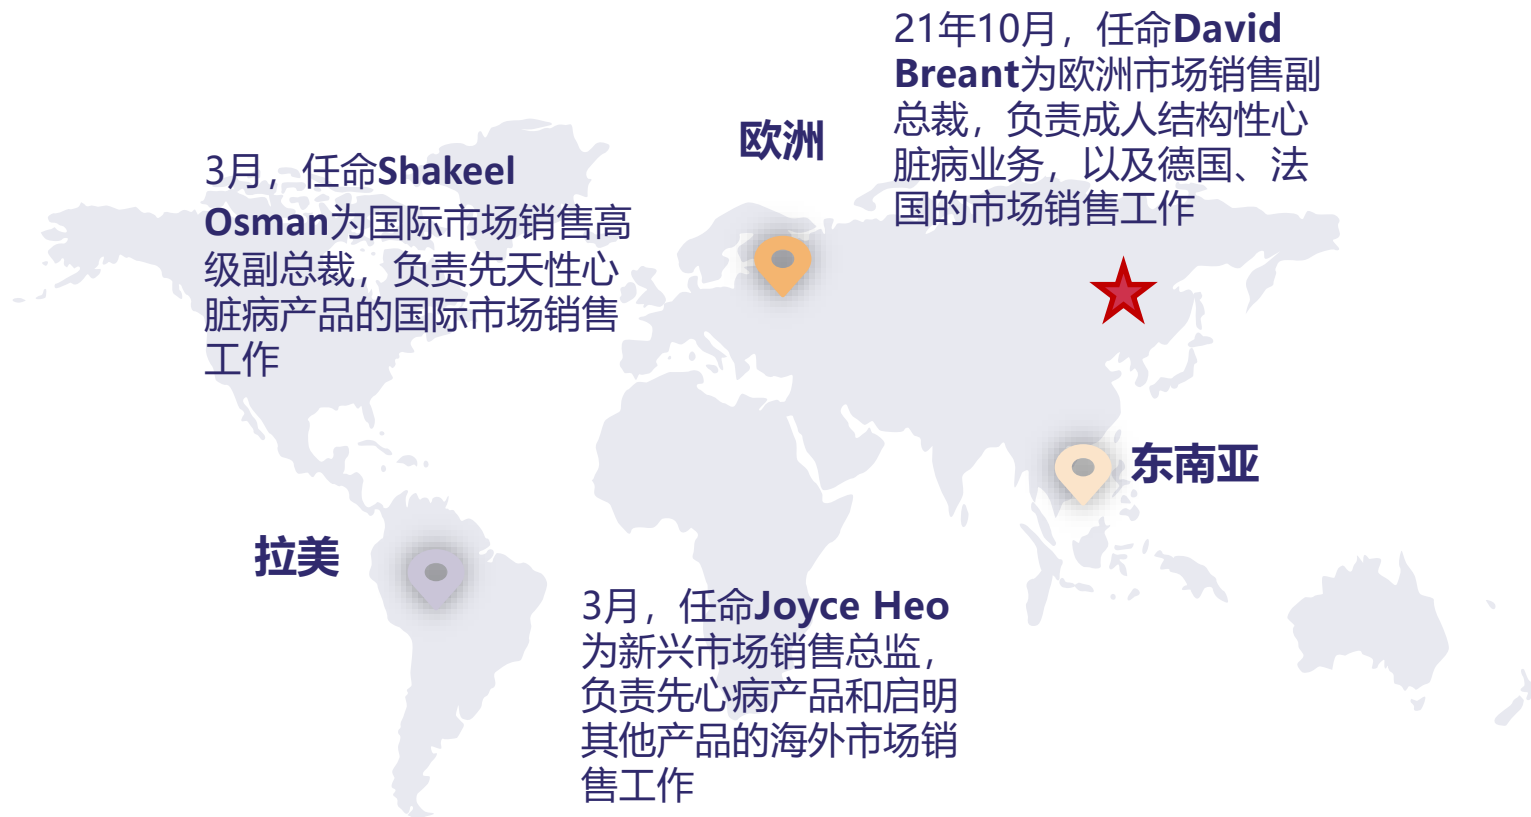 21年10月，任命David
Breant为欧洲市场销售副
总裁，负责成人结构性心
脏病业务，以及德国、法
国的市场销售工作
欧洲
3月，任命Shakeel
Osman为国际市场销售高
级副总裁，负责先天性心
脏病产品的国际市场销售
工作
东南亚
拉美
3月，任命Joyce Heo
为新兴市场销售总监，
负责先心病产品和启明
其他产品的海外市场销
售工作